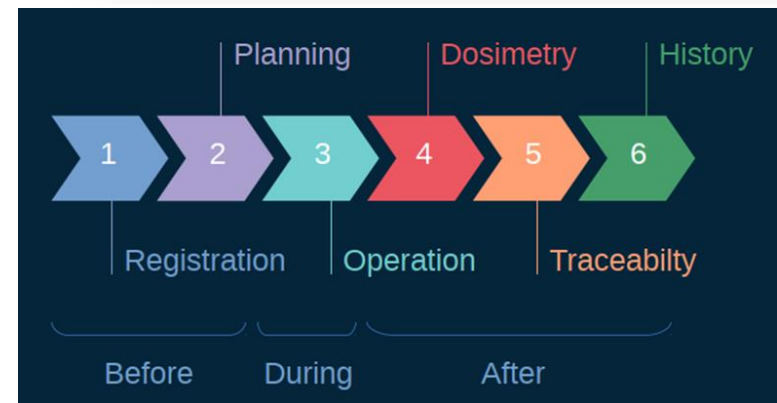 Planning
Dosimetry
History
1
2
3
4
5
6
Registration
Operation
Traceabilty
Before
During
After